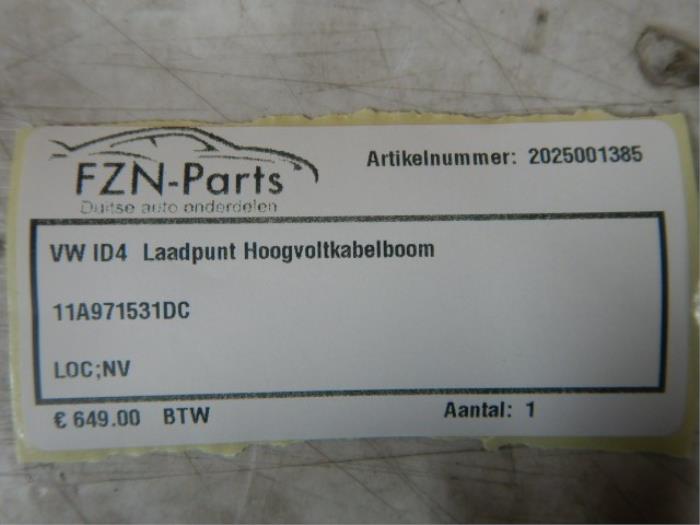 FZN-Parts
Duitse auto onderdelen
Artikelnummer: 2025001385
VW ID4 Laadpunt Hoogvoltkabelboom
11A971531DC
LOC;NV
€ 649.00 BTW
Aantal: 1